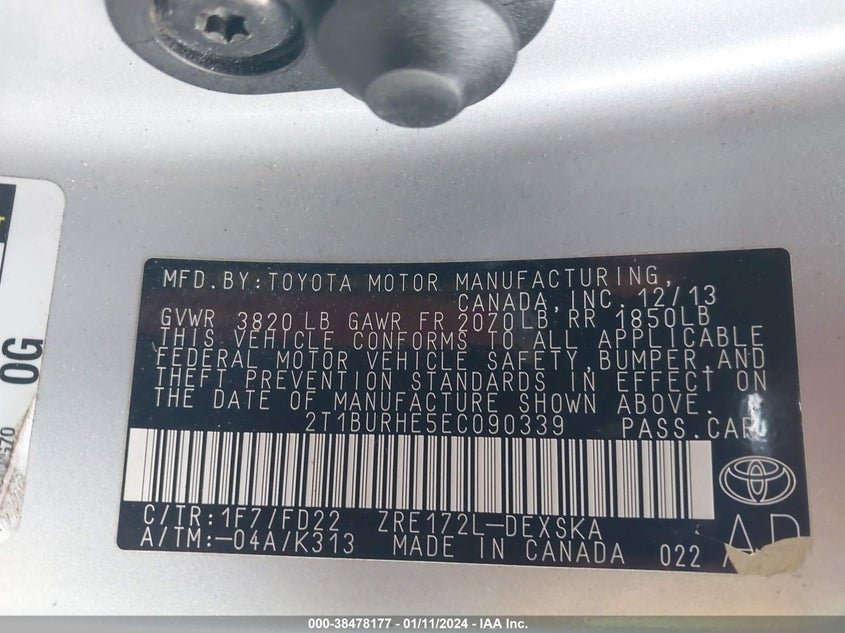 MFD. BY: TOYOTA MOTOR MANUFACTURING,
CANADA, INC. 12/13
GVWR 3820 LB GAWR FR 2070LB RR 1850LB
THIS VEHICLE CONFORMS TO ALL APPLICABLE
FEDERAL MOTOR VEHICLE SAFETY, BUMPER, AND
THEFT PREVENTION STANDARDS IN EFFECT ON
THE DATE OF MANUFACTURE SHOWN ABOVE.
2T1BURHE5EC090339 PASS. CAR
C/TR: 1F7/FD22 ZRE172L-DEXSKA
A/TM: -04A/K313 MADE IN CANADA 022
OG
000-38478177 - 01/11/2024 - IAA Inc.